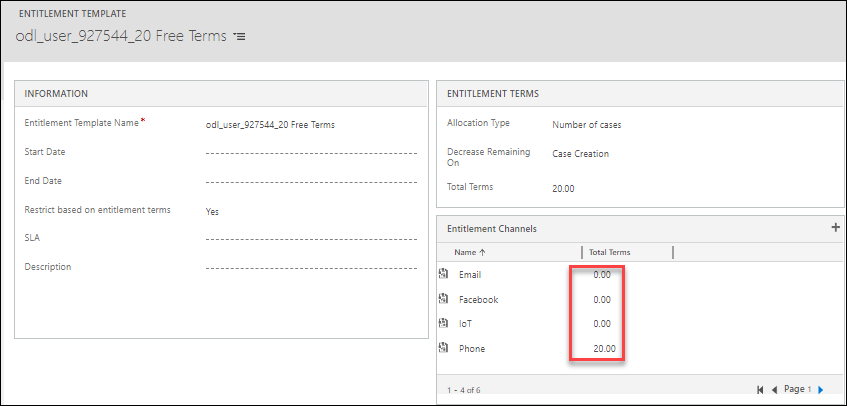 ENTITLEMENT TEMPLATE
odl_user_927544_20 Free Terms
INFORMATION
Entitlement Template Name*
odl_user_927544_20 Free Terms
Start Date
End Date
Restrict based on entitlement terms
Yes
SLA
Description
ENTITLEMENT TERMS
Allocation Type
Number of cases
Decrease Remaining
On
Case Creation
Total Terms
20.00
Entitlement Channels
Name Total Terms
Email 0.00
Facebook 0.00
IoT 0.00
Phone 20.00
1 - 4 of 6
Page 1